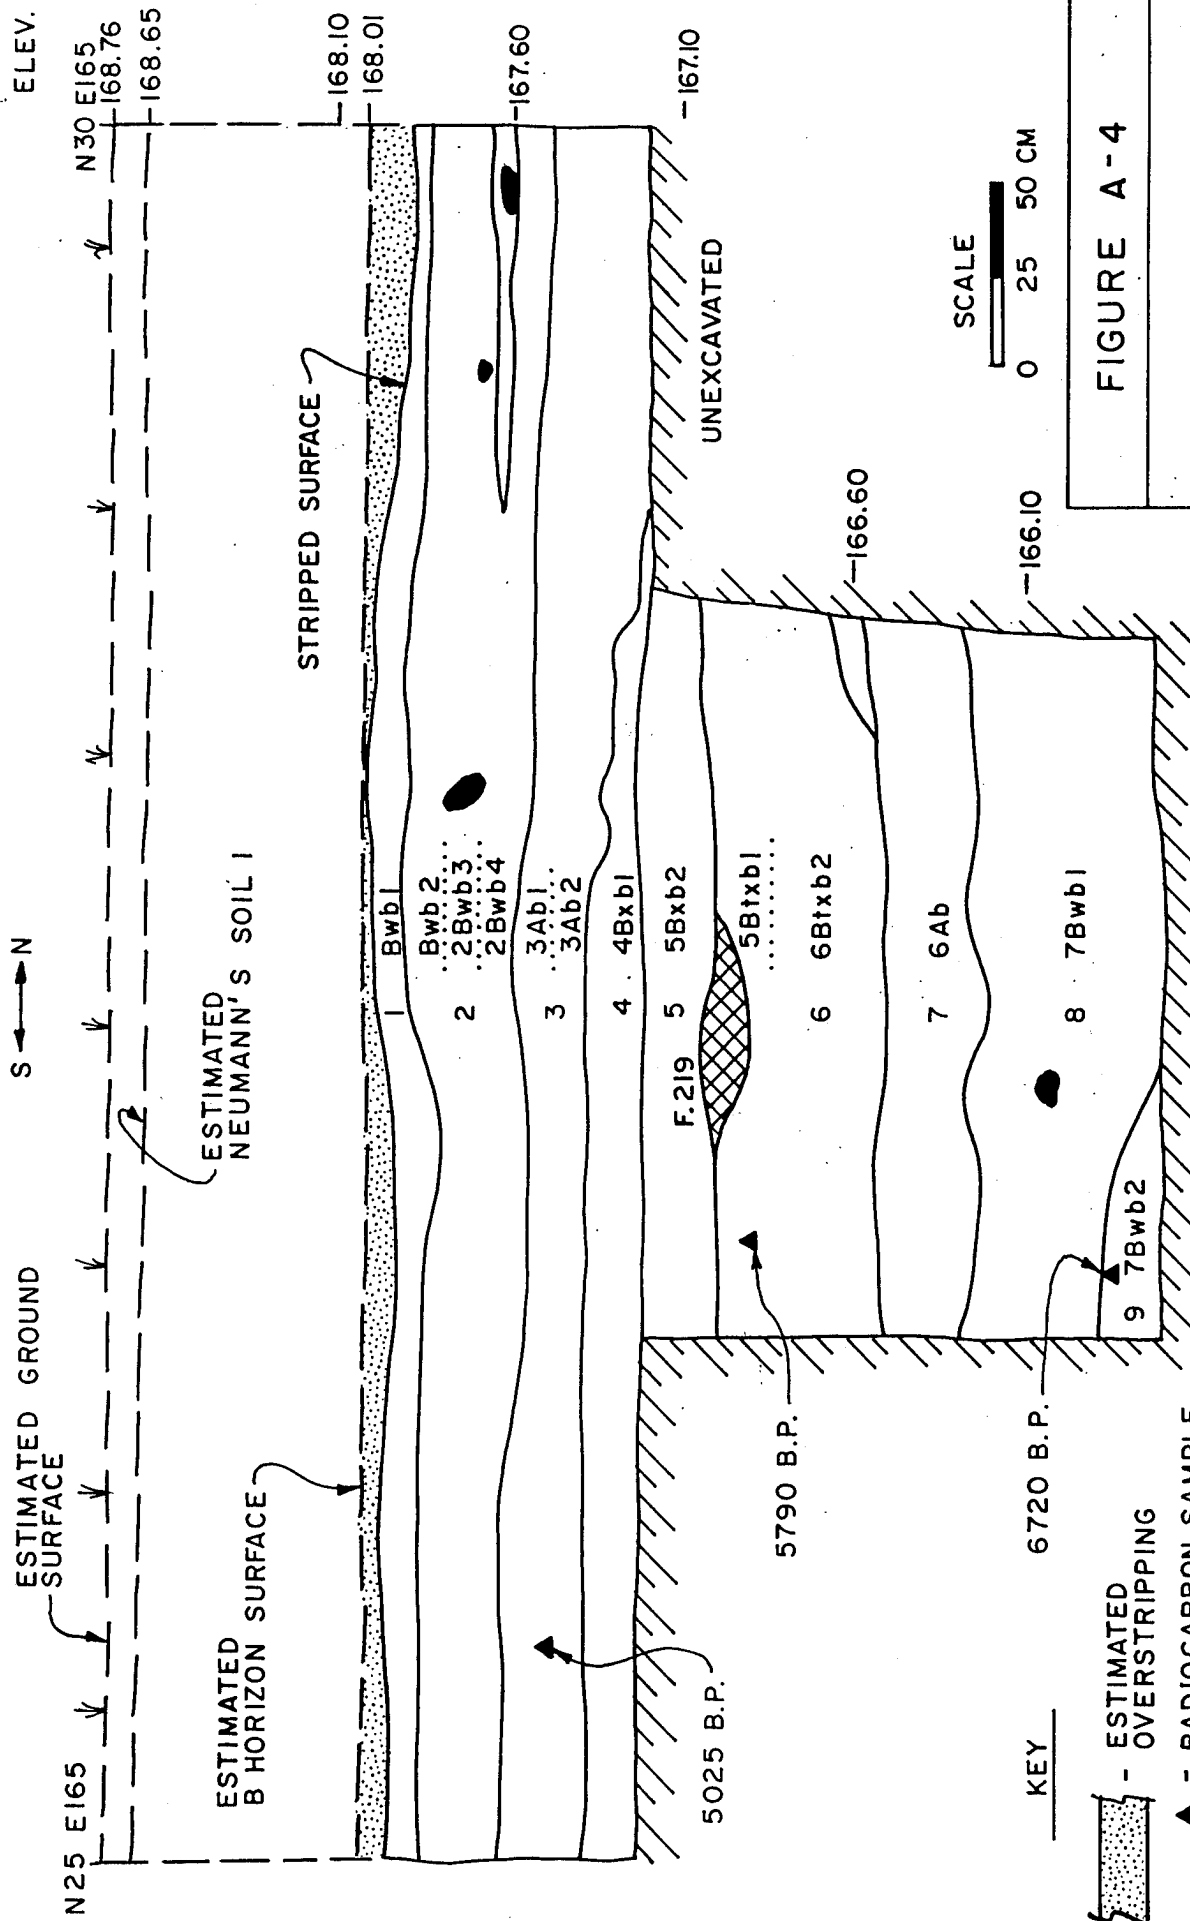 S N
ELEV.
N25 E165
N30 E165
168.76
168.65
168.10
168.01
167.60
167.10
166.60
166.10
ESTIMATED GROUND
SURFACE
ESTIMATED
NEUMANN'S SOIL I
ESTIMATED
B HORIZON SURFACE
STRIPPED SURFACE
1 Bwb1
2 Bwb2
2Bwb3
2Bwb4
3 3Ab1
3Ab2
4 4Bxb1
5 5Bxb2
F. 219
5Btxb1
6 6Btxb2
7 6Ab
8 7Bwb1
9 7Bwb2
UNEXCAVATED
5025 B.P.
5790 B.P.
6720 B.P.
SCALE
0 25 50 CM
KEY
- ESTIMATED
OVERSTRIPPING
- RADIOCARBON SAMPLE
FIGURE A-4